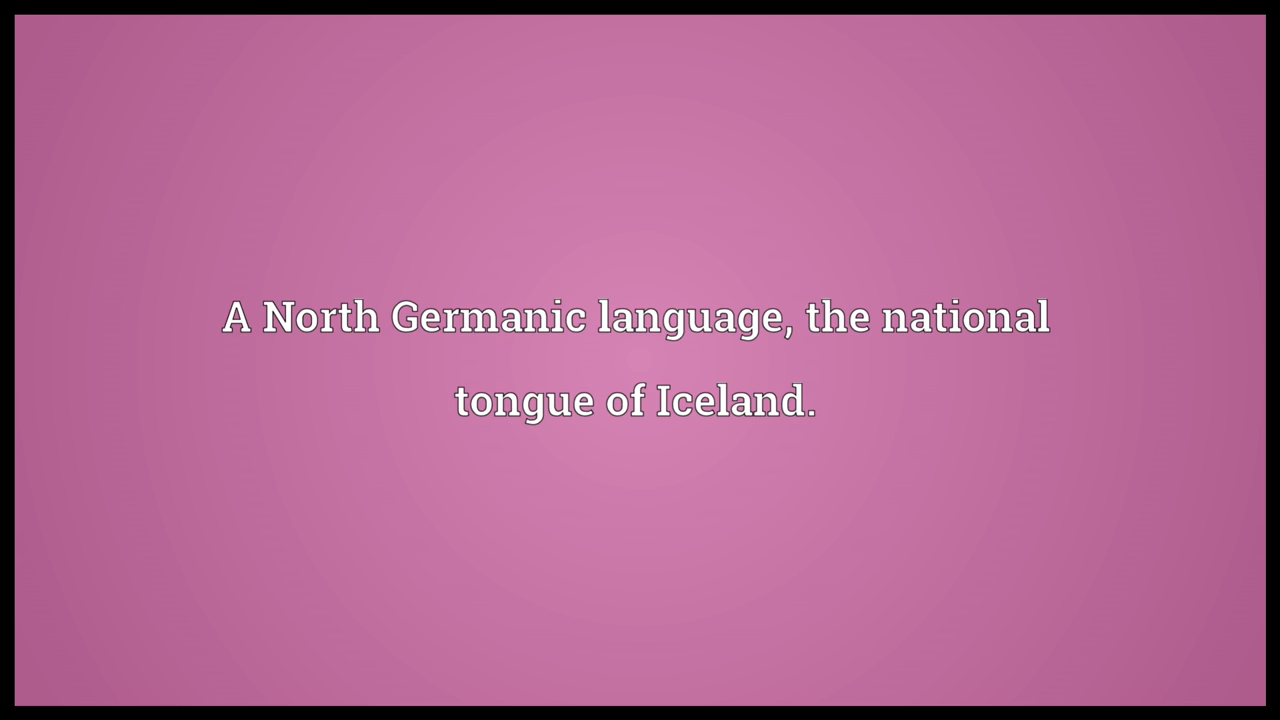 A North Germanic language, the national
tongue of Iceland.